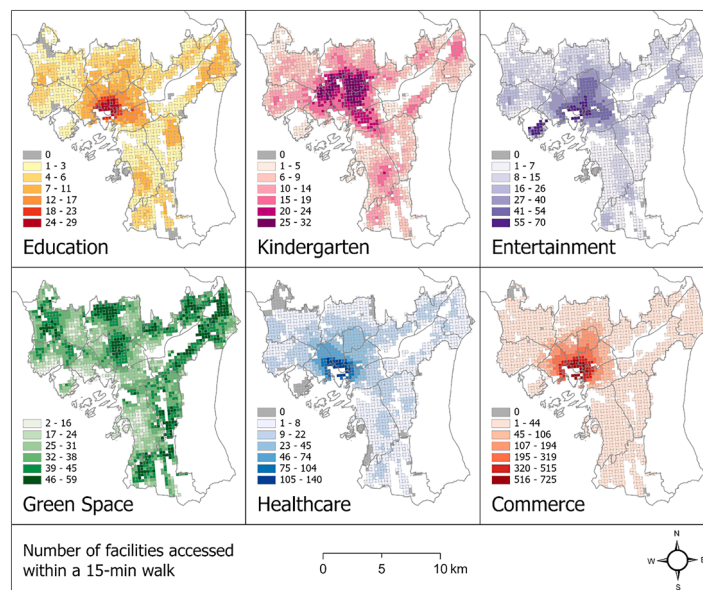 0
1 - 3
4 - 6
7 - 11
12 - 17
18 - 23
24 - 29
Education
0
1 - 5
6 - 9
10 - 14
15 - 19
20 - 24
25 - 32
Kindergarten
0
1 - 7
8 - 15
16 - 26
27 - 40
41 - 54
55 - 70
Entertainment
2 - 16
17 - 24
25 - 31
32 - 38
39 - 45
46 - 59
Green Space
0
1 - 8
9 - 22
23 - 45
46 - 74
75 - 104
105 - 140
Healthcare
0
1 - 44
45 - 106
107 - 194
195 - 319
320 - 515
516 - 725
Commerce
Number of facilities accessed
within a 15-min walk
0 5 10 km
N
W E
S